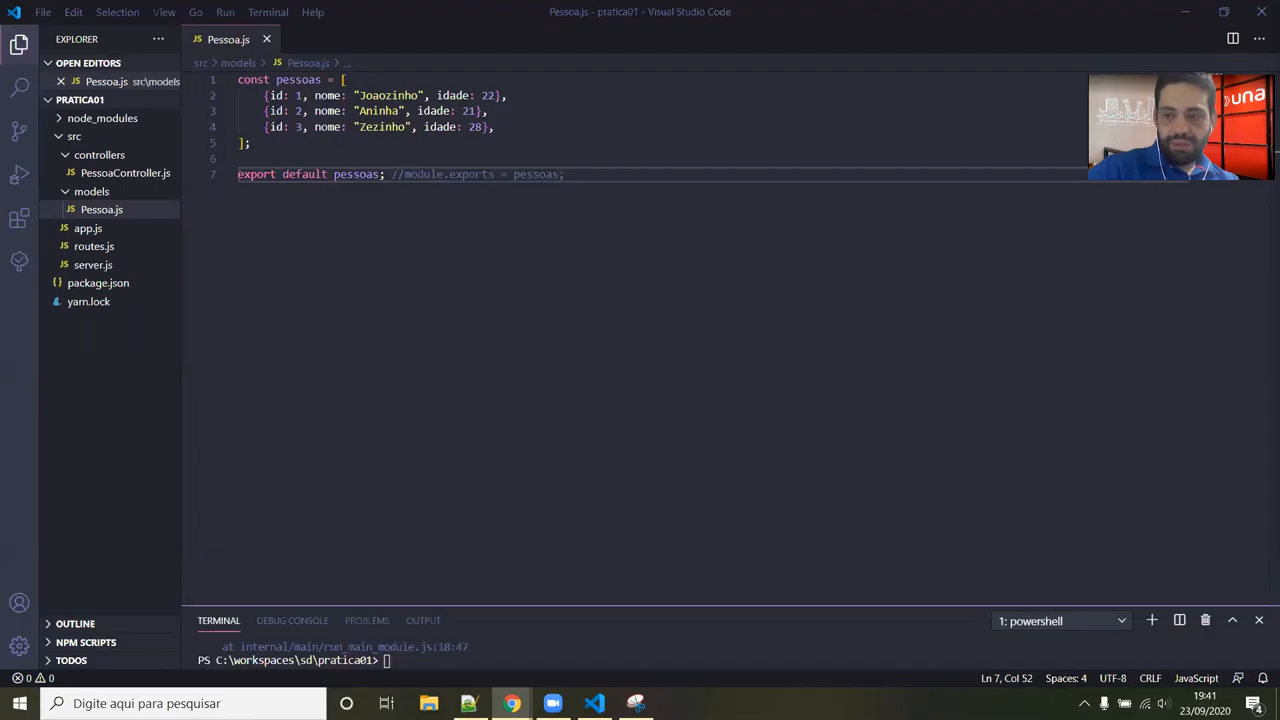 File Edit Selection View Go Run Terminal Help
Pessoa.js - pratica01 - Visual Studio Code
EXPLORER
JS Pessoa.js
OPEN EDITORS
JS Pessoa.js src\models
PRATICA01
node_modules
src
controllers
JS PessoaController.js
models
JS Pessoa.js
JS app.js
JS routes.js
JS server.js
{} package.json
yarn.lock
OUTLINE
NPM SCRIPTS
TODOS
src > models > JS Pessoa.js > ...
1 const pessoas = [
2 {id: 1, nome: "Joaozinho", idade: 22},
3 {id: 2, nome: "Aninha", idade: 21},
4 {id: 3, nome: "Zezinho", idade: 28},
5 ];
6
7 export default pessoas; //module.exports = pessoas;
una
TERMINAL DEBUG CONSOLE PROBLEMS OUTPUT
1: powershell
at internal/main/run_main_module.js:18:47
PS C:\workspaces\sd\pratica01>
0 0
Ln 7, Col 52 Spaces: 4 UTF-8 CRLF JavaScript
Digite aqui para pesquisar
19:41
23/09/2020
4